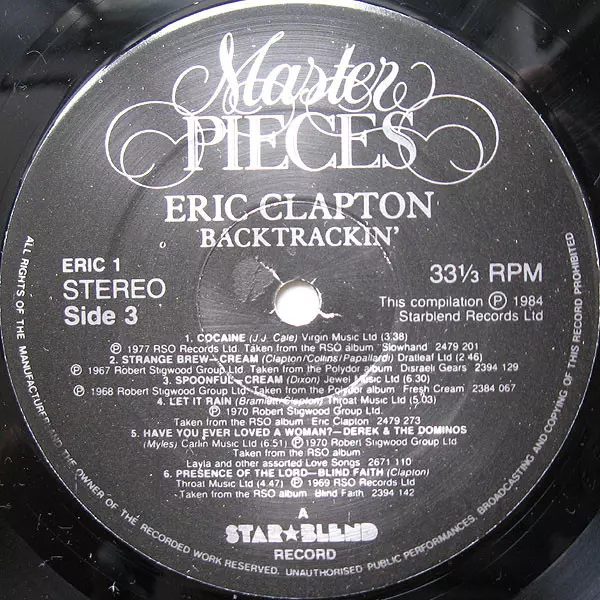 Master
PIECES
ERIC CLAPTON
BACKTRACKIN'
ERIC 1
STEREO
Side 3
33⅓ RPM
This compilation ℗ 1984
Starblend Records Ltd
1. COCAINE (J.J. Cale) Virgin Music Ltd (3.38)
℗ 1977 RSO Records Ltd. Taken from the RSO album Slowhand 2479 201
2. STRANGE BREW—CREAM (Clapton/Collins/Papallardi) Dratleaf Ltd (2 46)
℗ 1967 Robert Stigwood Group Ltd. Taken from the Polydor album Disraeli Gears 2394 129
3. SPOONFUL—CREAM (Dixon) Jewel Music Ltd (6.30)
℗ 1968 Robert Stigwood Group Ltd. Taken from the Polydor album Fresh Cream 2384 067
4. LET IT RAIN (Bramlett/Clapton) Throat Music Ltd (5.03)
℗ 1970 Robert Stigwood Group Ltd.
Taken from the RSO album Eric Clapton 2479 273
5. HAVE YOU EVER LOVED A WOMAN?—DEREK & THE DOMINOS
(Myles) Carlin Music Ltd (6.51) ℗ 1970 Robert Stigwood Group Ltd
Taken from the RSO album
Layla and other assorted Love Songs 2671 110
6. PRESENCE OF THE LORD—BLIND FAITH (Clapton)
Throat Music Ltd (4.47) ℗ 1969 RSO Records Ltd
Taken from the RSO album Blind Faith 2394 142
A
STAR★BLEND
RECORD
ALL RIGHTS OF THE MANUFACTURER AND OF THE OWNER OF THE RECORDED WORK RESERVED. UNAUTHORISED PUBLIC PERFORMANCES, BROADCASTING AND COPYING OF THIS RECORD PROHIBITED